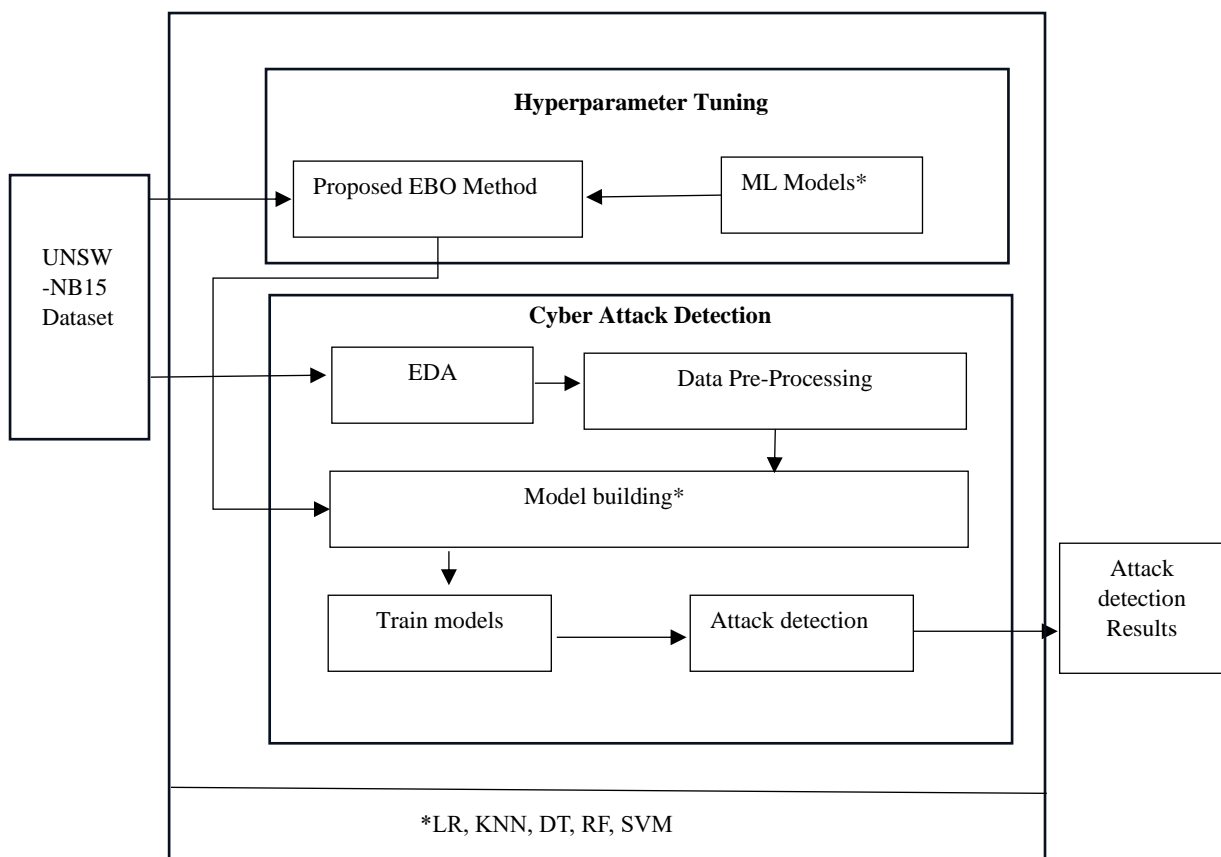 Hyperparameter Tuning
Proposed EBO Method
ML Models*
UNSW
-NB15
Dataset
Cyber Attack Detection
EDA
Data Pre-Processing
Model building*
Train models
Attack detection
Attack
detection
Results
*LR, KNN, DT, RF, SVM